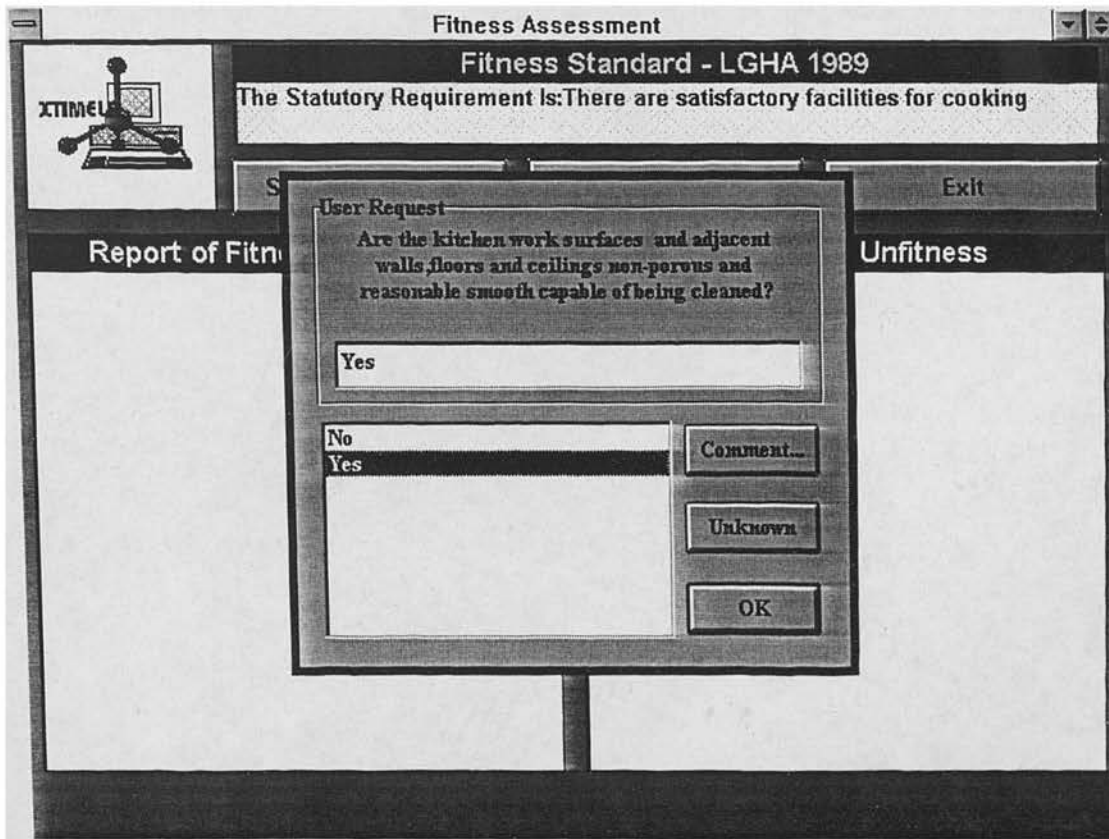 Fitness Assessment
XTIMEL
Fitness Standard - LGHA 1989
The Statutory Requirement Is:There are satisfactory facilities for cooking
Exit
Report of
Unfitness
User Request
Are the kitchen work surfaces and adjacent
walls,floors and ceilings non-porous and
reasonable smooth capable of being cleaned?
Yes
No
Yes
Comment...
Unknown
OK